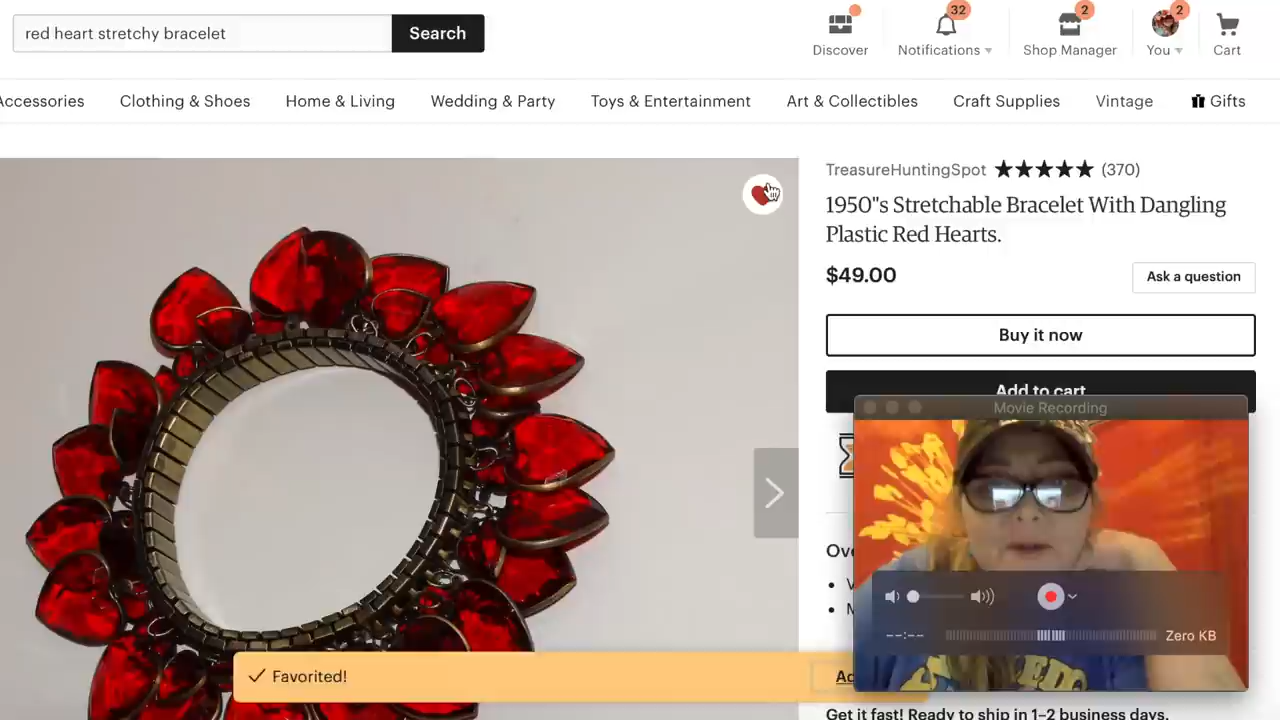 red heart stretchy bracelet
Search
32
2
2
Discover
Notifications
Shop Manager
You
Cart
Accessories
Clothing & Shoes
Home & Living
Wedding & Party
Toys & Entertainment
Art & Collectibles
Craft Supplies
Vintage
Gifts
TreasureHuntingSpot ★★★★★ (370)
1950"s Stretchable Bracelet With Dangling
Plastic Red Hearts.
$49.00
Ask a question
Buy it now
Add to cart
Movie Recording
--:--
Zero KB
✓ Favorited!
Get it fast! Ready to ship in 1–2 business days.